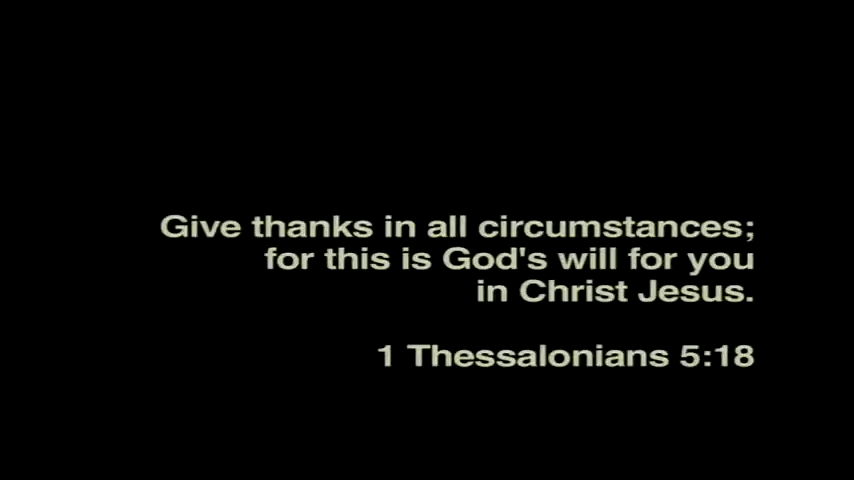 Give thanks in all circumstances;
for this is God's will for you
in Christ Jesus.
1 Thessalonians 5:18